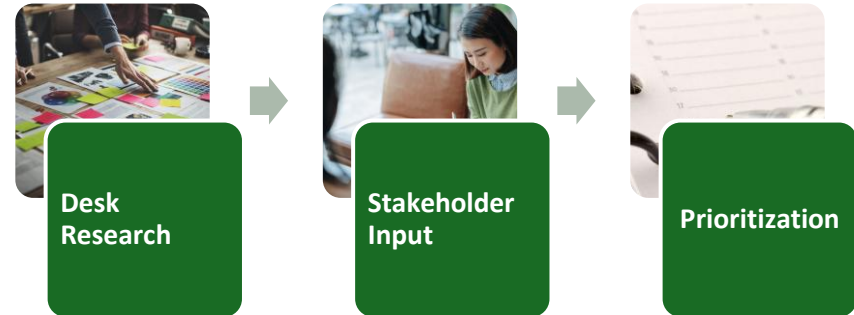 Desk
Research
Stakeholder
Input
Prioritization